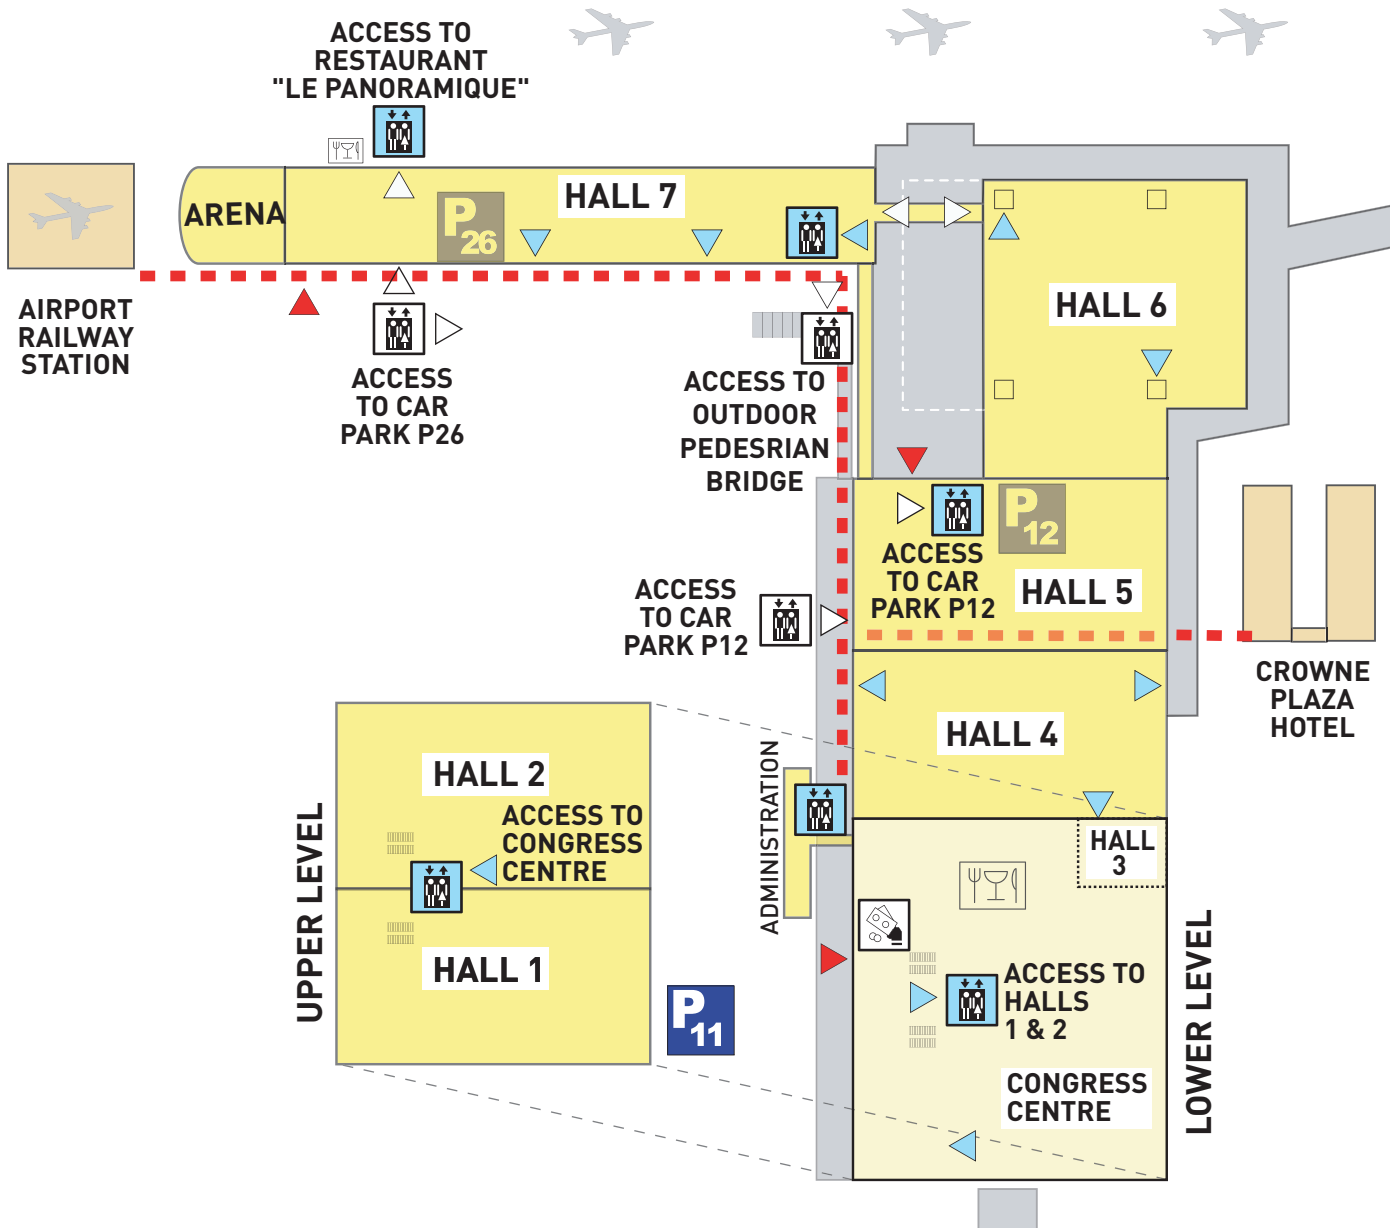 ACCESS TO
RESTAURANT
"LE PANORAMIQUE"
ARENA
HALL 7
P
26
AIRPORT
RAILWAY
STATION
ACCESS
TO CAR
PARK P26
ACCESS TO
OUTDOOR
PEDESRIAN
BRIDGE
HALL 6
P
12
ACCESS
TO CAR
PARK P12
HALL 5
ACCESS
TO CAR
PARK P12
CROWNE
PLAZA
HOTEL
HALL 4
UPPER LEVEL
HALL 2
ACCESS TO
CONGRESS
CENTRE
HALL 1
P
11
ADMINISTRATION
HALL
3
ACCESS TO
HALLS
1 & 2
CONGRESS
CENTRE
LOWER LEVEL